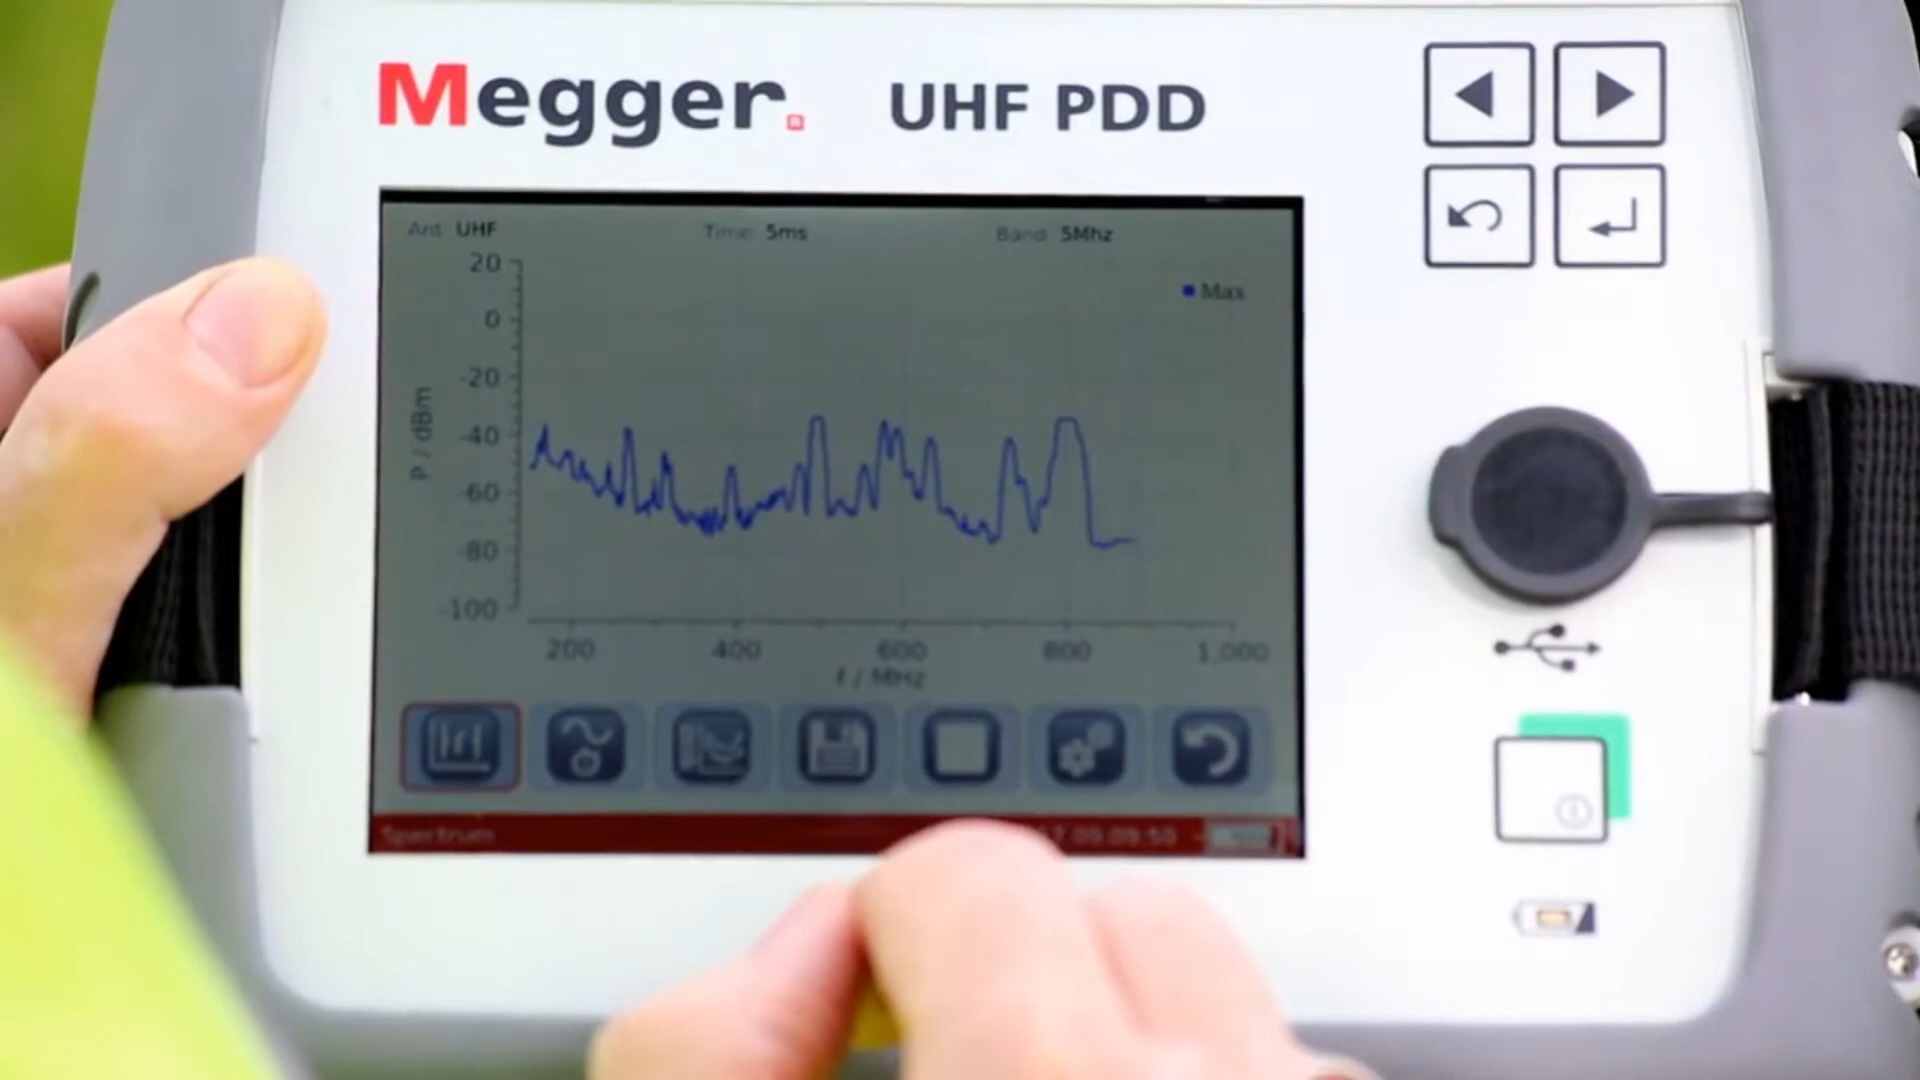 Megger. UHF PDD
Ant UHF Time 5ms Band 5Mhz
20
Max
0
-20
-40
P / dBm
-60
-80
-100
200 400 600 800 1,000
f / MHz
Spectrum